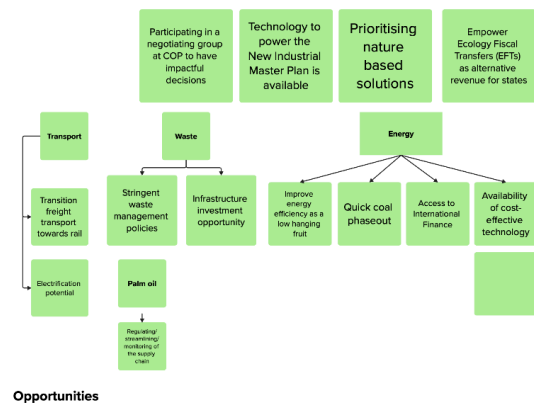 Participating in a
negotiating group
at COP to have
impactful
decisions
Technology to
power the
New Industrial
Master Plan is
available
Prioritising
nature
based
solutions
Empower
Ecology Fiscal
Transfers (EFTs)
as alternative
revenue for states
Transport
Waste
Energy
Transition
freight
transport
towards rail
Stringent
waste
management
policies
Infrastructure
investment
opportunity
Improve
energy
efficiency as a
low hanging
fruit
Quick coal
phaseout
Access to
International
Finance
Availability
of cost-
effective
technology
Electrification
potential
Palm oil
Regulating/
streamlining/
monitoring of
the supply
chain
Opportunities